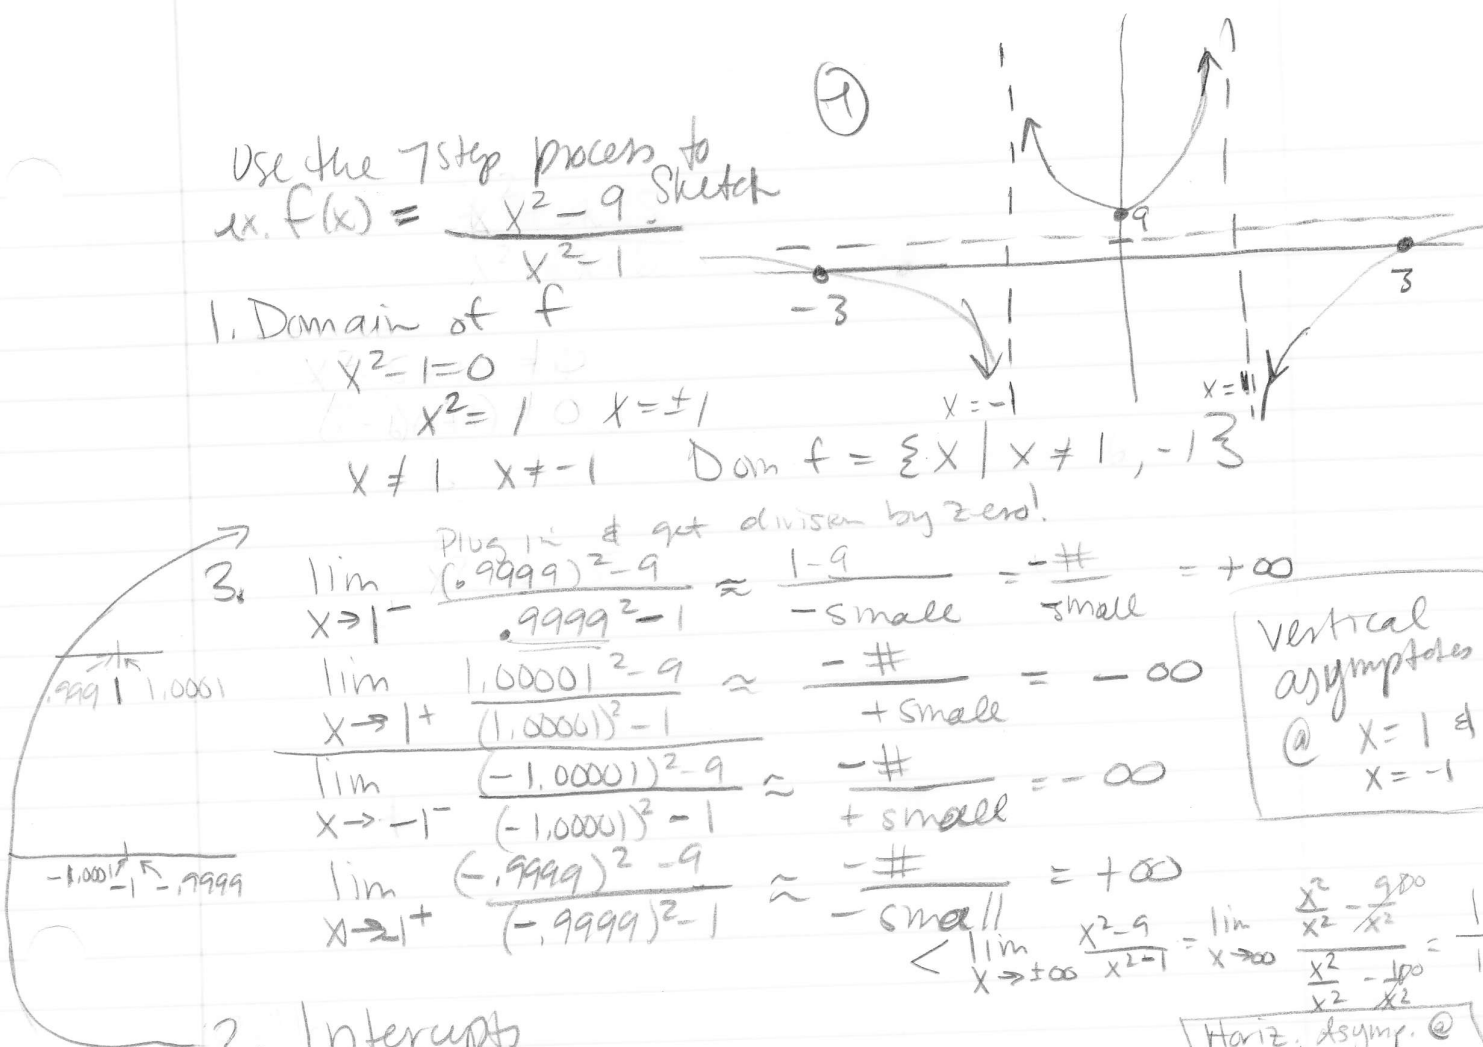 7
Use the 7 step process to
Sketch
ex. f(x) = x² - 9 / x² - 1
9
-3
3
x = -1
x = 1
1. Domain of f
x² - 1 = 0
x² = 1 x = ±1
x ≠ 1 x ≠ -1 Dom f = {x | x ≠ 1, -1}
Plug in & get division by zero!
3. lim x→1⁻ (.9999)² - 9 / .9999² - 1 ≈ 1 - 9 / -small = -# / small = +∞
.999 1 1.0001
lim x→1⁺ 1.00001² - 9 / (1.00001)² - 1 ≈ -# / +small = -∞
vertical
asymptotes
@ x = 1 &
x = -1
lim x→-1⁻ (-1.00001)² - 9 / (-1.00001)² - 1 ≈ -# / +small = -∞
-1.0001 -1 -.9999
lim x→-1⁺ (-.9999)² - 9 / (-.9999)² - 1 ≈ -# / -small = +∞
< lim x→±∞ x² - 9 / x² - 1 = lim x→∞ x²/x² - 9/x² 0 / x²/x² - 1/x² 0 = 1 / 1
2. Intercepts
Horiz. Asymp. @